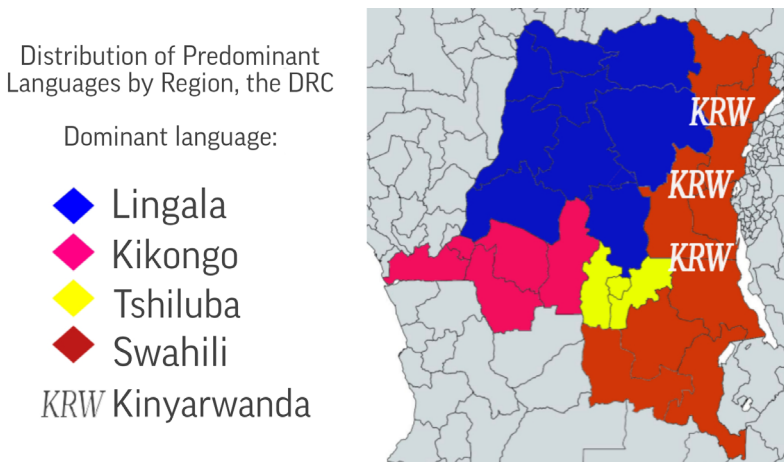 Distribution of Predominant
Languages by Region, the DRC
Dominant language:
Lingala
Kikongo
Tshiluba
Swahili
KRW Kinyarwanda
KRW
KRW
KRW